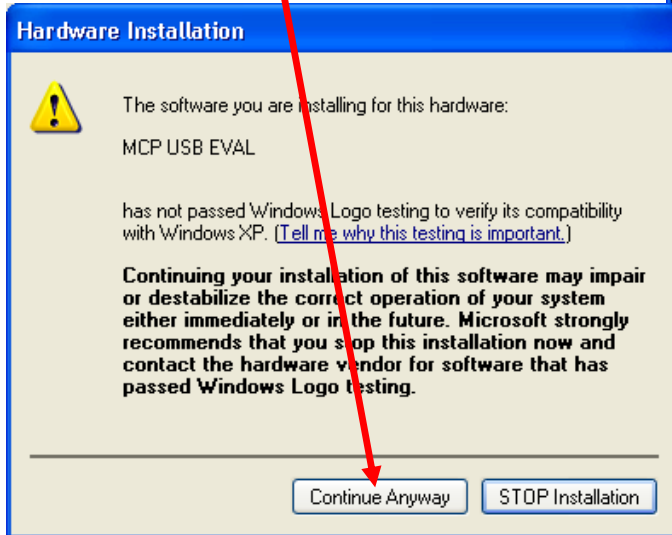 Hardware Installation
The software you are installing for this hardware:
MCP USB EVAL
has not passed Windows Logo testing to verify its compatibility
with Windows XP. (Tell me why this testing is important.)
Continuing your installation of this software may impair
or destabilize the correct operation of your system
either immediately or in the future. Microsoft strongly
recommends that you stop this installation now and
contact the hardware vendor for software that has
passed Windows Logo testing.
Continue Anyway
STOP Installation